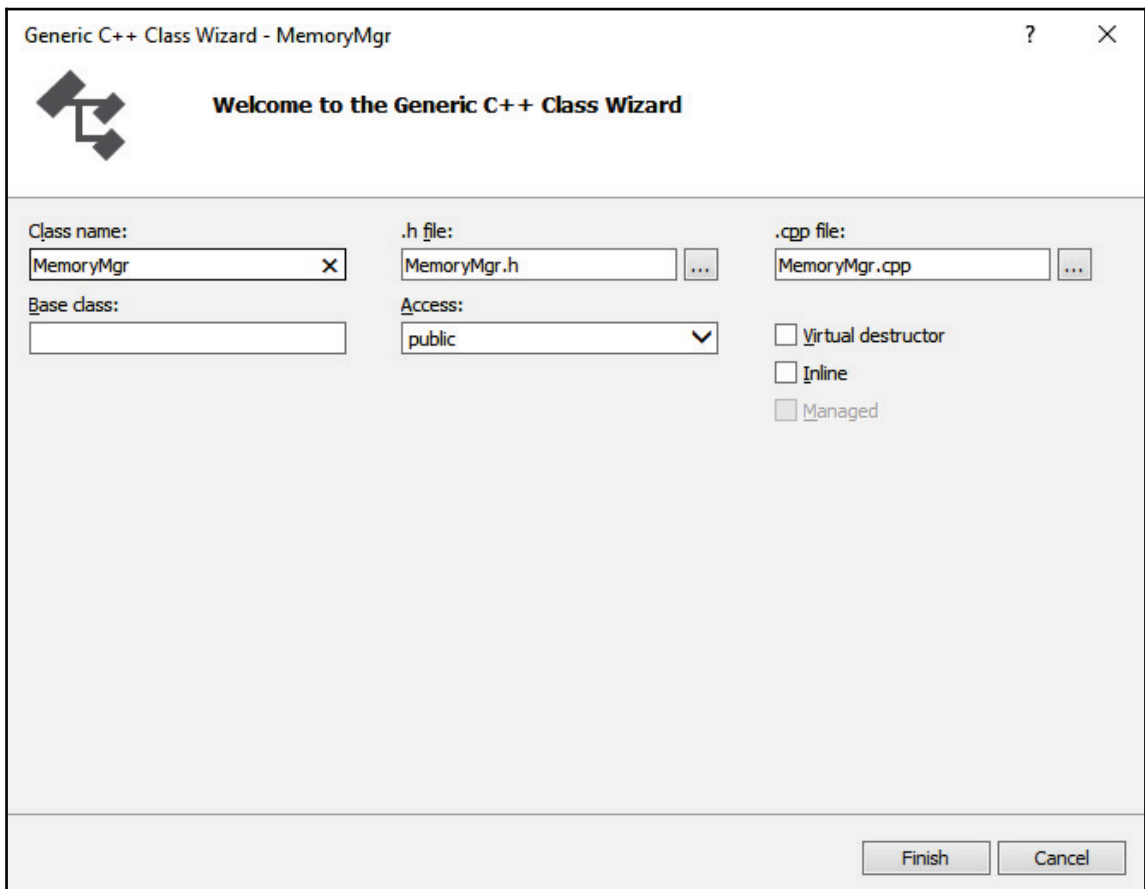 Generic C++ Class Wizard - MemoryMgr
?
Welcome to the Generic C++ Class Wizard
Class name:
.h file:
.cpp file:
MemoryMgr
MemoryMgr.h
...
MemoryMgr.cpp
...
Base class:
Access:
public
Virtual destructor
Inline
Managed
Finish
Cancel